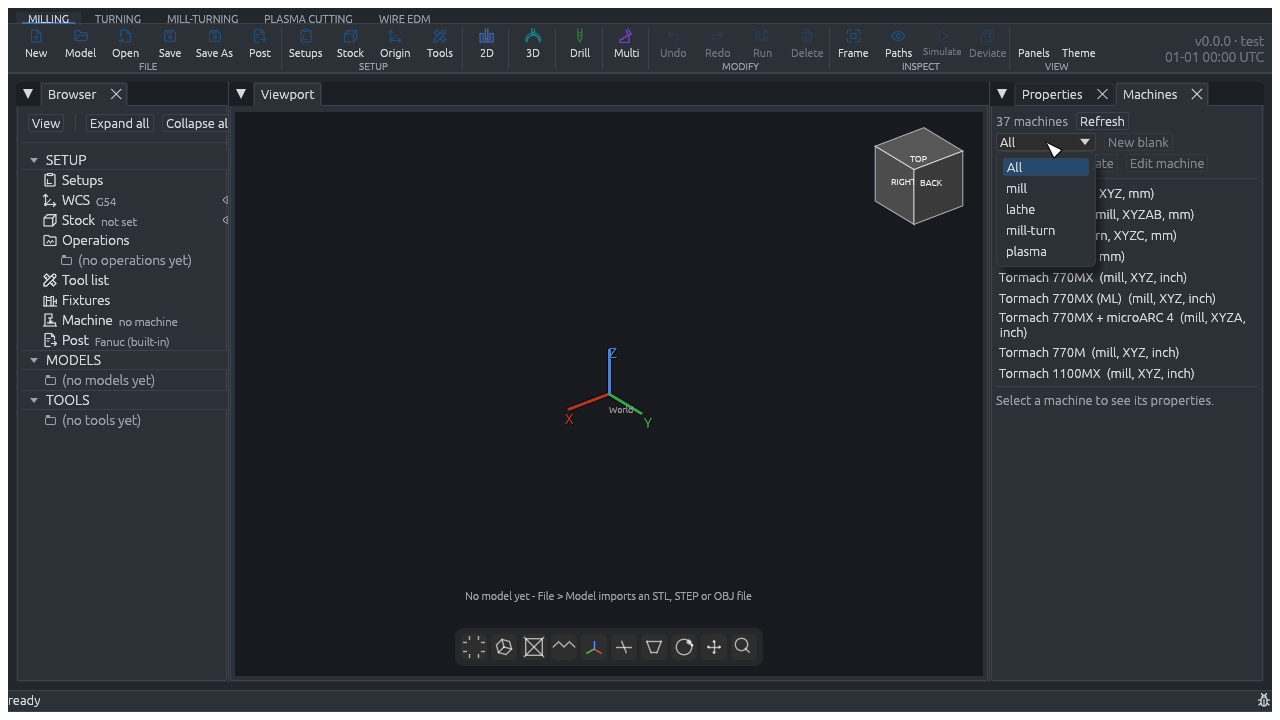 MILLING TURNING MILL-TURNING PLASMA CUTTING WIRE EDM
New Model Open Save Save As Post Setups Stock Origin Tools 2D 3D Drill Multi Undo Redo Run Delete Frame Paths Simulate Deviate Panels Theme
FILE SETUP MODIFY INSPECT VIEW
v0.0.0 · test
01-01 00:00 UTC
Browser Viewport Properties Machines
View Expand all Collapse al
37 machines Refresh
All New blank
ate Edit machine
All
mill
lathe
mill-turn
plasma
XYZ, mm)
mill, XYZAB, mm)
rn, XYZC, mm)
mm)
Tormach 770MX (mill, XYZ, inch)
Tormach 770MX (ML) (mill, XYZ, inch)
Tormach 770MX + microARC 4 (mill, XYZA,
inch)
Tormach 770M (mill, XYZ, inch)
Tormach 1100MX (mill, XYZ, inch)
Select a machine to see its properties.
SETUP
Setups
WCS G54
Stock not set
Operations
(no operations yet)
Tool list
Fixtures
Machine no machine
Post Fanuc (built-in)
MODELS
(no models yet)
TOOLS
(no tools yet)
TOP
RIGHT BACK
Z
World
X Y
No model yet - File > Model imports an STL, STEP or OBJ file
ready